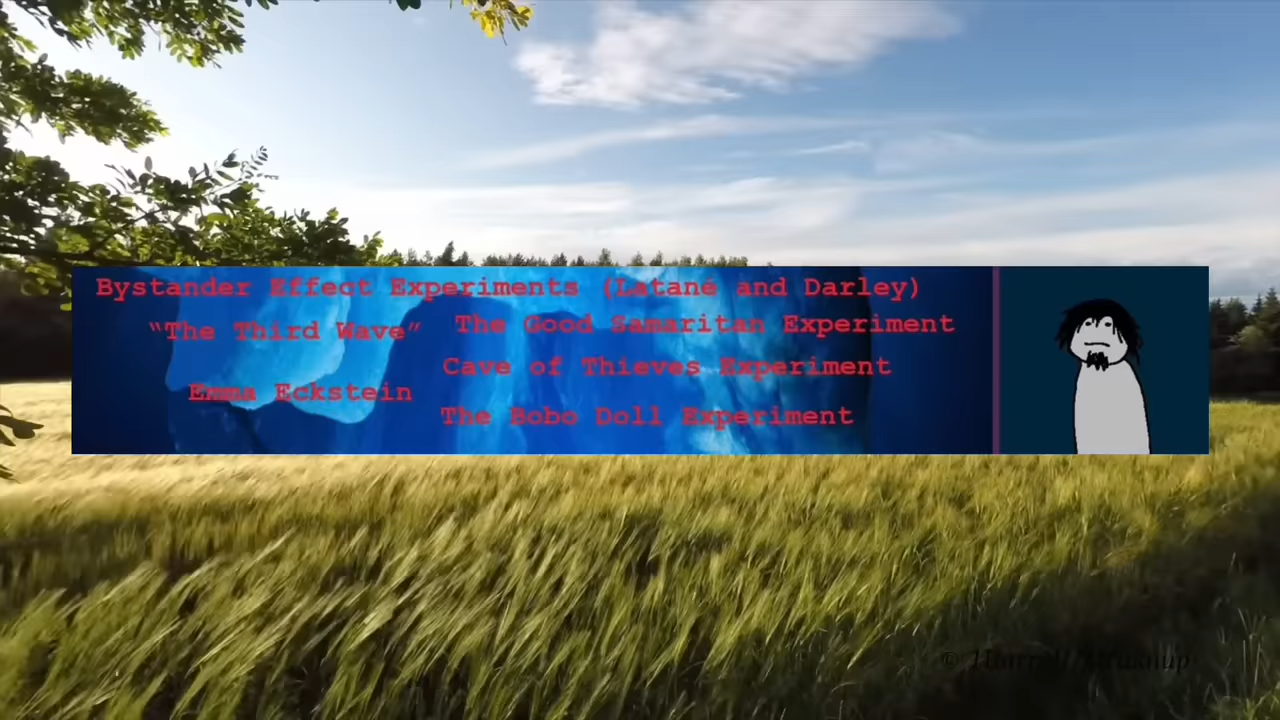 Bystander Effect Experiments (Latané and Darley)
“The Third Wave”
The Good Samaritan Experiment
Cave of Thieves Experiment
Emma Eckstein
The Bobo Doll Experiment
©